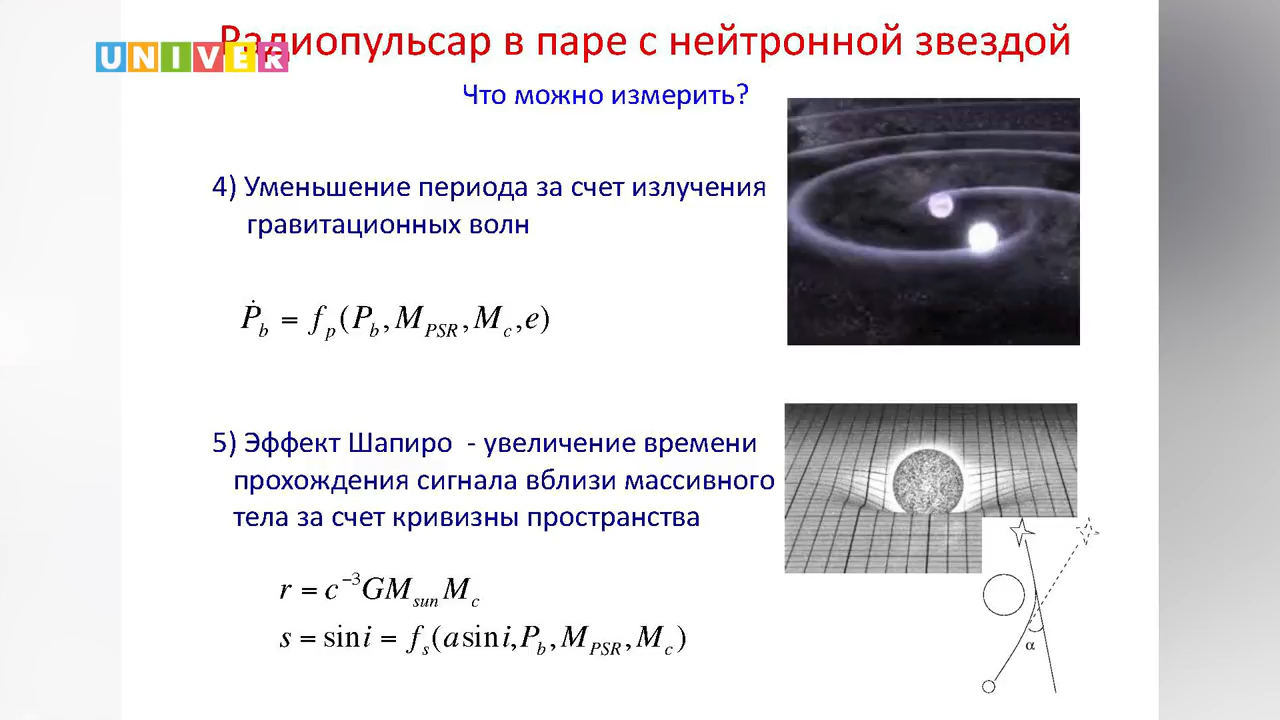 Радиопульсар в паре с нейтронной звездой
UNIVER
Что можно измерить?
4) Уменьшение периода за счет излучения
гравитационных волн
Ṗ_b = f_p(P_b, M_PSR, M_c, e)
5) Эффект Шапиро - увеличение времени
прохождения сигнала вблизи массивного
тела за счет кривизны пространства
r = c⁻³GM_sun M_c
s = sin i = f_s(a sin i, P_b, M_PSR, M_c)
α